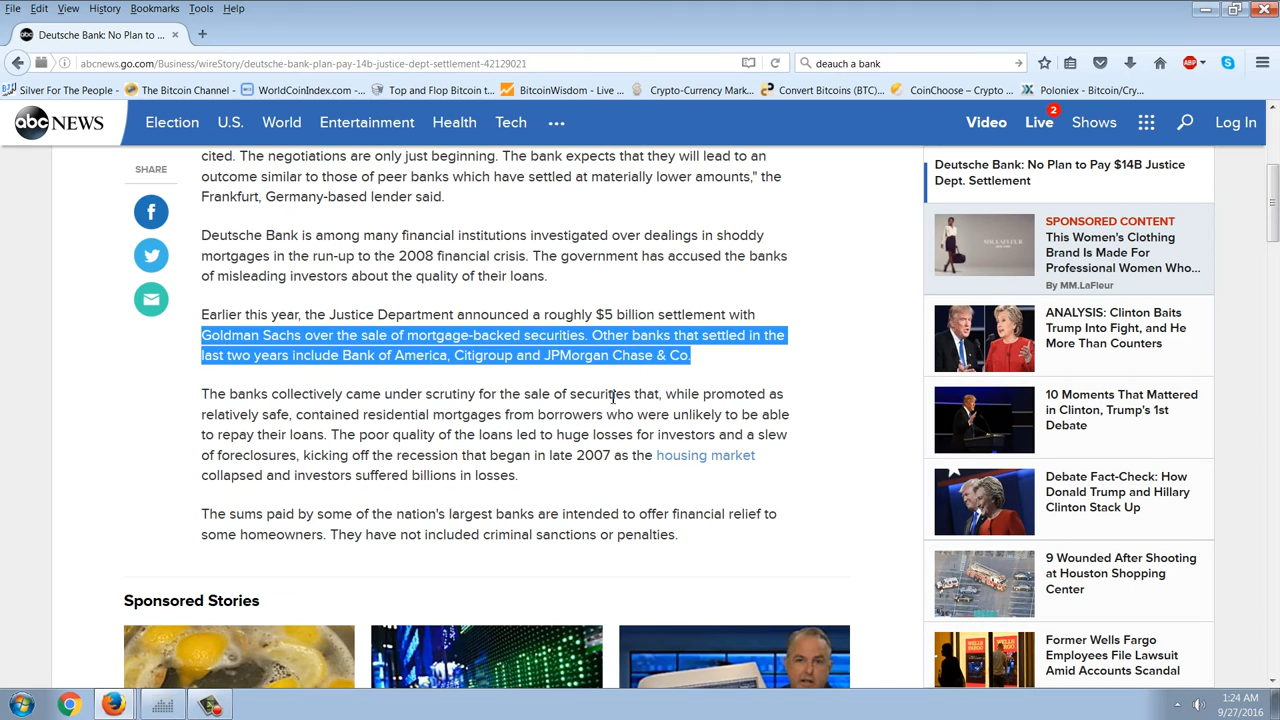 File Edit View History Bookmarks Tools Help
Deutsche Bank: No Plan to ...
abcnews.go.com/Business/wireStory/deutsche-bank-plan-pay-14b-justice-dept-settlement-42129021
deauch a bank
ABP
Silver For The People - The Bitcoin Channel - WorldCoinIndex.com -... Top and Flop Bitcoin t... BitcoinWisdom - Live ... Crypto-Currency Mark... Convert Bitcoins (BTC)... CoinChoose – Crypto ... Poloniex - Bitcoin/Cry...
abc NEWS
Election U.S. World Entertainment Health Tech ...
Video Live 2 Shows Log In
SHARE
cited. The negotiations are only just beginning. The bank expects that they will lead to an
outcome similar to those of peer banks which have settled at materially lower amounts," the
Frankfurt, Germany-based lender said.
Deutsche Bank is among many financial institutions investigated over dealings in shoddy
mortgages in the run-up to the 2008 financial crisis. The government has accused the banks
of misleading investors about the quality of their loans.
Earlier this year, the Justice Department announced a roughly $5 billion settlement with
Goldman Sachs over the sale of mortgage-backed securities. Other banks that settled in the
last two years include Bank of America, Citigroup and JPMorgan Chase & Co.
The banks collectively came under scrutiny for the sale of securities that, while promoted as
relatively safe, contained residential mortgages from borrowers who were unlikely to be able
to repay their loans. The poor quality of the loans led to huge losses for investors and a slew
of foreclosures, kicking off the recession that began in late 2007 as the housing market
collapsed and investors suffered billions in losses.
The sums paid by some of the nation's largest banks are intended to offer financial relief to
some homeowners. They have not included criminal sanctions or penalties.
Sponsored Stories
Deutsche Bank: No Plan to Pay $14B Justice
Dept. Settlement
SPONSORED CONTENT
This Women's Clothing
Brand Is Made For
Professional Women Who...
By MM.LaFleur
MM.LAFLEUR
ANALYSIS: Clinton Baits
Trump Into Fight, and He
More Than Counters
10 Moments That Mattered
in Clinton, Trump's 1st
Debate
Debate Fact-Check: How
Donald Trump and Hillary
Clinton Stack Up
9 Wounded After Shooting
at Houston Shopping
Center
Former Wells Fargo
Employees File Lawsuit
Amid Accounts Scandal
1:24 AM
9/27/2016